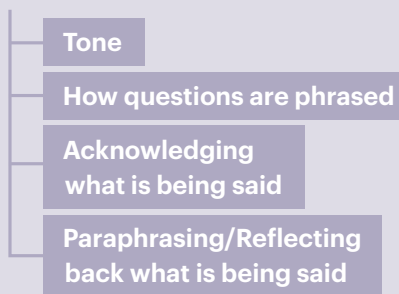 Tone
How questions are phrased
Acknowledging
what is being said
Paraphrasing/Reflecting
back what is being said